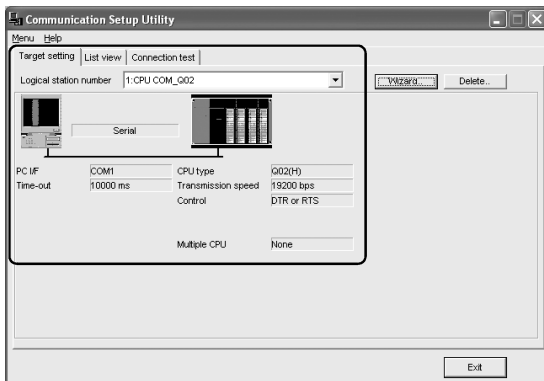 Communication Setup Utility
Menu Help
Target setting List view Connection test
Logical station number 1:CPU COM_Q02 Wizard... Delete...
Serial
PC I/F COM1 CPU type Q02(H)
Time-out 10000 ms Transmission speed 19200 bps
Control DTR or RTS
Multiple CPU None
Exit